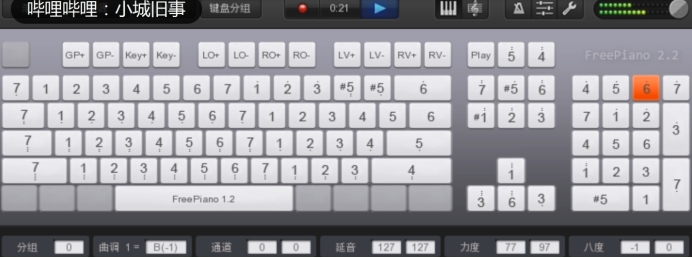 哔哩哔哩：小城旧事 键盘分组 0:21
FreePiano 2.2
GP+ GP- Key+ Key- LO+ LO- RO+ RO- LV+ LV- RV+ RV- Play 5 4
7 1 2 3 4 5 6 7 1 2 3 #5 #5 6 7 #5 6 4 5 6 7
7 1 2 3 4 5 6 7 1 2 3 4 5 6 #1 2 3 7 1 2 3
7 1 2 3 4 5 6 7 1 2 3 4 5 4 5 6
7 1 2 3 4 5 6 7 1 2 3 4 1 1 2 3 7
FreePiano 1.2 3 6 3 #5 1
分组 0 曲调 1 = B(-1) 通道 0 0 延音 127 127 力度 77 97 八度 -1 0